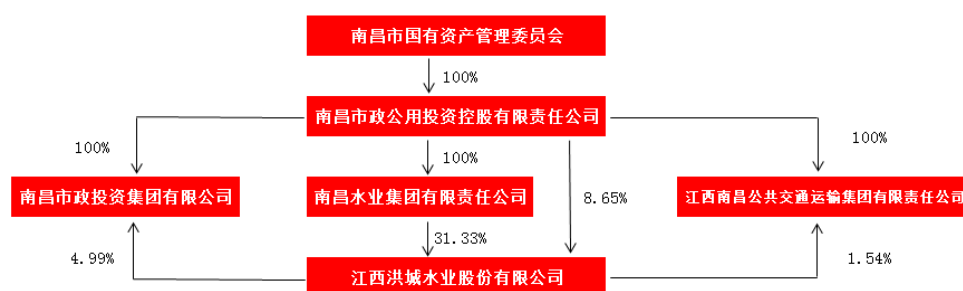 南昌市国有资产管理委员会
100%
南昌市政公用投资控股有限责任公司
100%
100%
100%
南昌市政投资集团有限公司
南昌水业集团有限责任公司
8.65%
江西南昌公共交通运输集团有限责任公司
31.33%
4.99%
1.54%
江西洪城水业股份有限公司